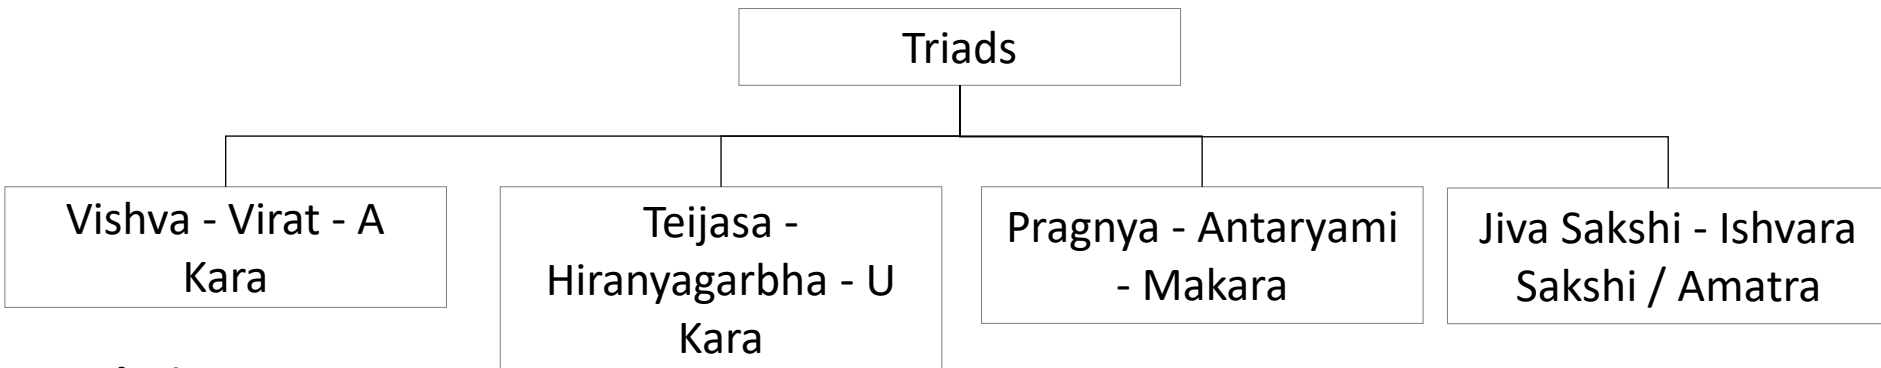 Triads
Vishva - Virat - A
Kara
Teijasa -
Hiranyagarbha - U
Kara
Pragnya - Antaryami
- Makara
Jiva Sakshi - Ishvara
Sakshi / Amatra